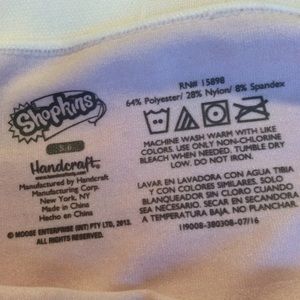 Shopkins
S-6
Handcraft
Manufactured by Handcraft
Manufacturing Corp.
New York, NY
Made in China
Hecho en China
© MOOSE ENTERPRISE (INT) PTY LTD, 2013.
ALL RIGHTS RESERVED.
RN# 15898
64% Polyester/ 28% Nylon/ 8% Spandex
MACHINE WASH WARM WITH LIKE
COLORS. USE ONLY NON-CHLORINE
BLEACH WHEN NEEDED. TUMBLE DRY
LOW. DO NOT IRON.
LAVAR EN LAVADORA CON AGUA TIBIA
Y CON COLORES SIMILARES. SOLO
BLANQUEADOR SIN CLORO CUANDO
SEA NECESARIO. SECAR EN SECANDORA
A TEMPERATURA BAJA. NO PLANCHAR.
119008-380308-07/16